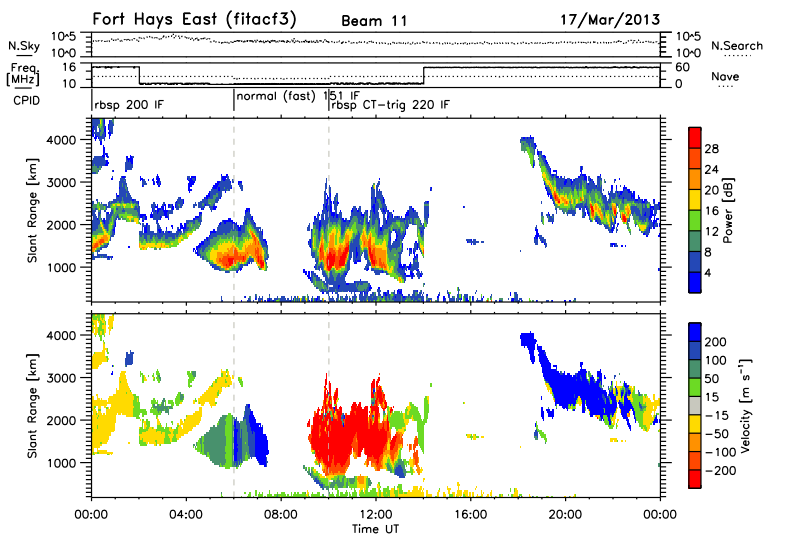 Fort Hays East (fitacf3) Beam 11 17/Mar/2013
N.Sky 10^5 10^0 10^5 10^0 N.Search
Freq. [MHz] 16 10 60 0 Nave
CPID rbsp 200 IF normal (fast) 151 IF rbsp CT-trig 220 IF
Slant Range [km]
4000
3000
2000
1000
Power [dB]
28
24
20
16
12
8
4
Slant Range [km]
4000
3000
2000
1000
Velocity [m s⁻¹]
200
100
50
15
-15
-50
-100
-200
00:00 04:00 08:00 12:00 16:00 20:00 00:00
Time UT